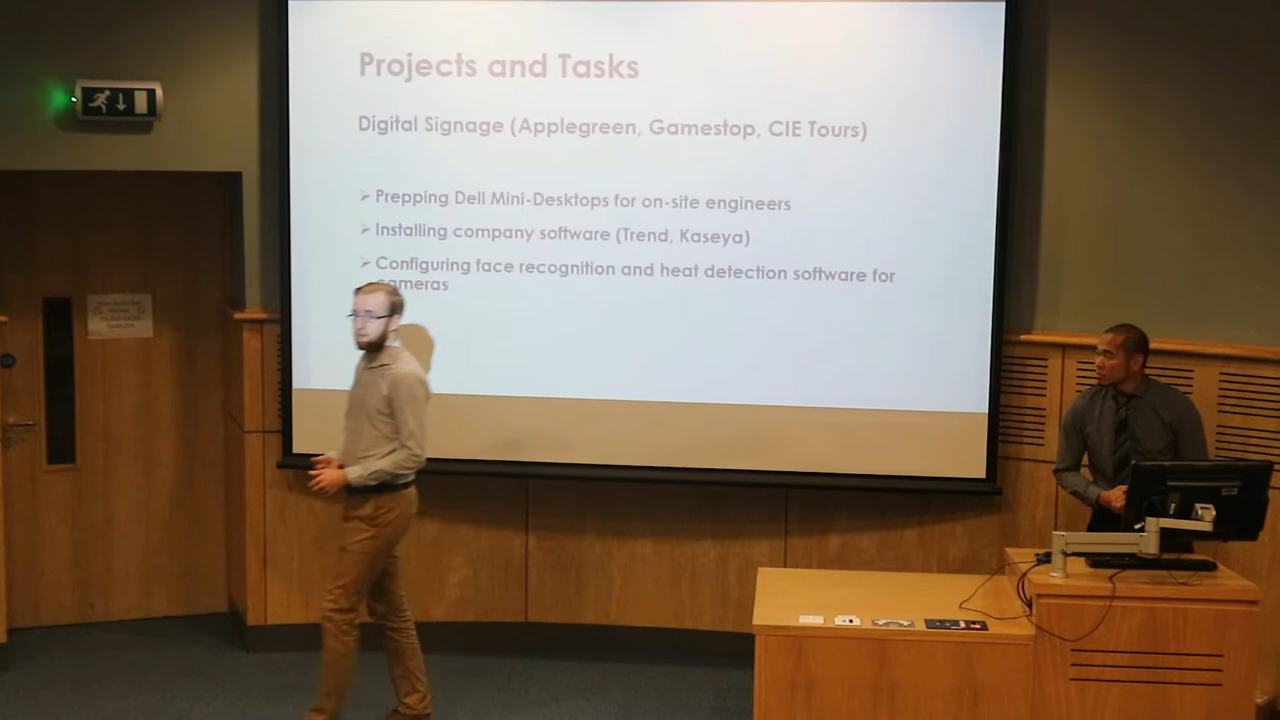 Projects and Tasks
Digital Signage (Applegreen, Gamestop, CIE Tours)
Prepping Dell Mini-Desktops for on-site engineers
Installing company software (Trend, Kaseya)
Configuring face recognition and heat detection software for
cameras